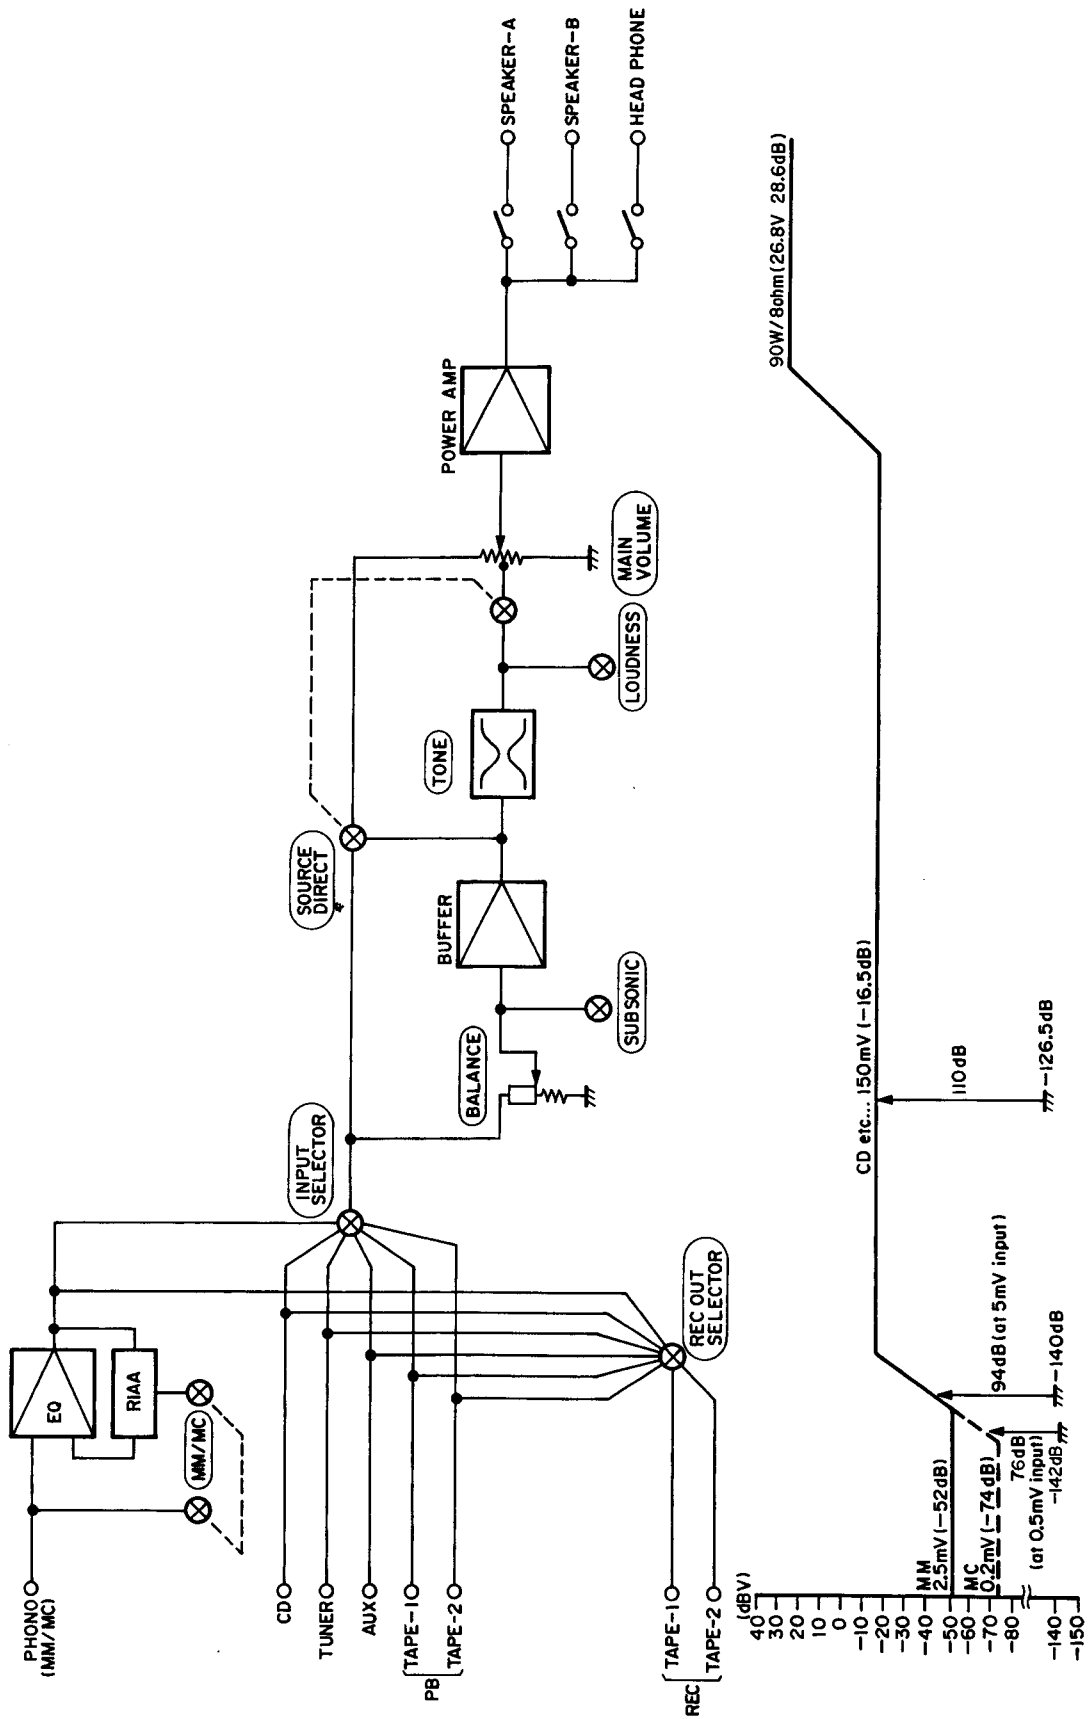 PHONO
(MM/MC)
EQ
RIAA
MM/MC
CD
TUNER
AUX
TAPE-1
TAPE-2
PB
TAPE-1
TAPE-2
REC
INPUT
SELECTOR
REC OUT
SELECTOR
BALANCE
SUBSONIC
BUFFER
SOURCE
DIRECT
TONE
LOUDNESS
MAIN
VOLUME
POWER AMP
SPEAKER-A
SPEAKER-B
HEAD PHONE
(dBV)
40
30
20
10
0
-10
-20
-30
-40
-50
-60
-70
-80
-140
-150
MM
2.5mV(-52dB)
MC
0.2mV(-74dB)
76dB
(at 0.5mV input)
-142dB
94dB(at 5mV input)
-140dB
CD etc... 150mV(-16.5dB)
110dB
-126.5dB
90W/8ohm(26.8V 28.6dB)